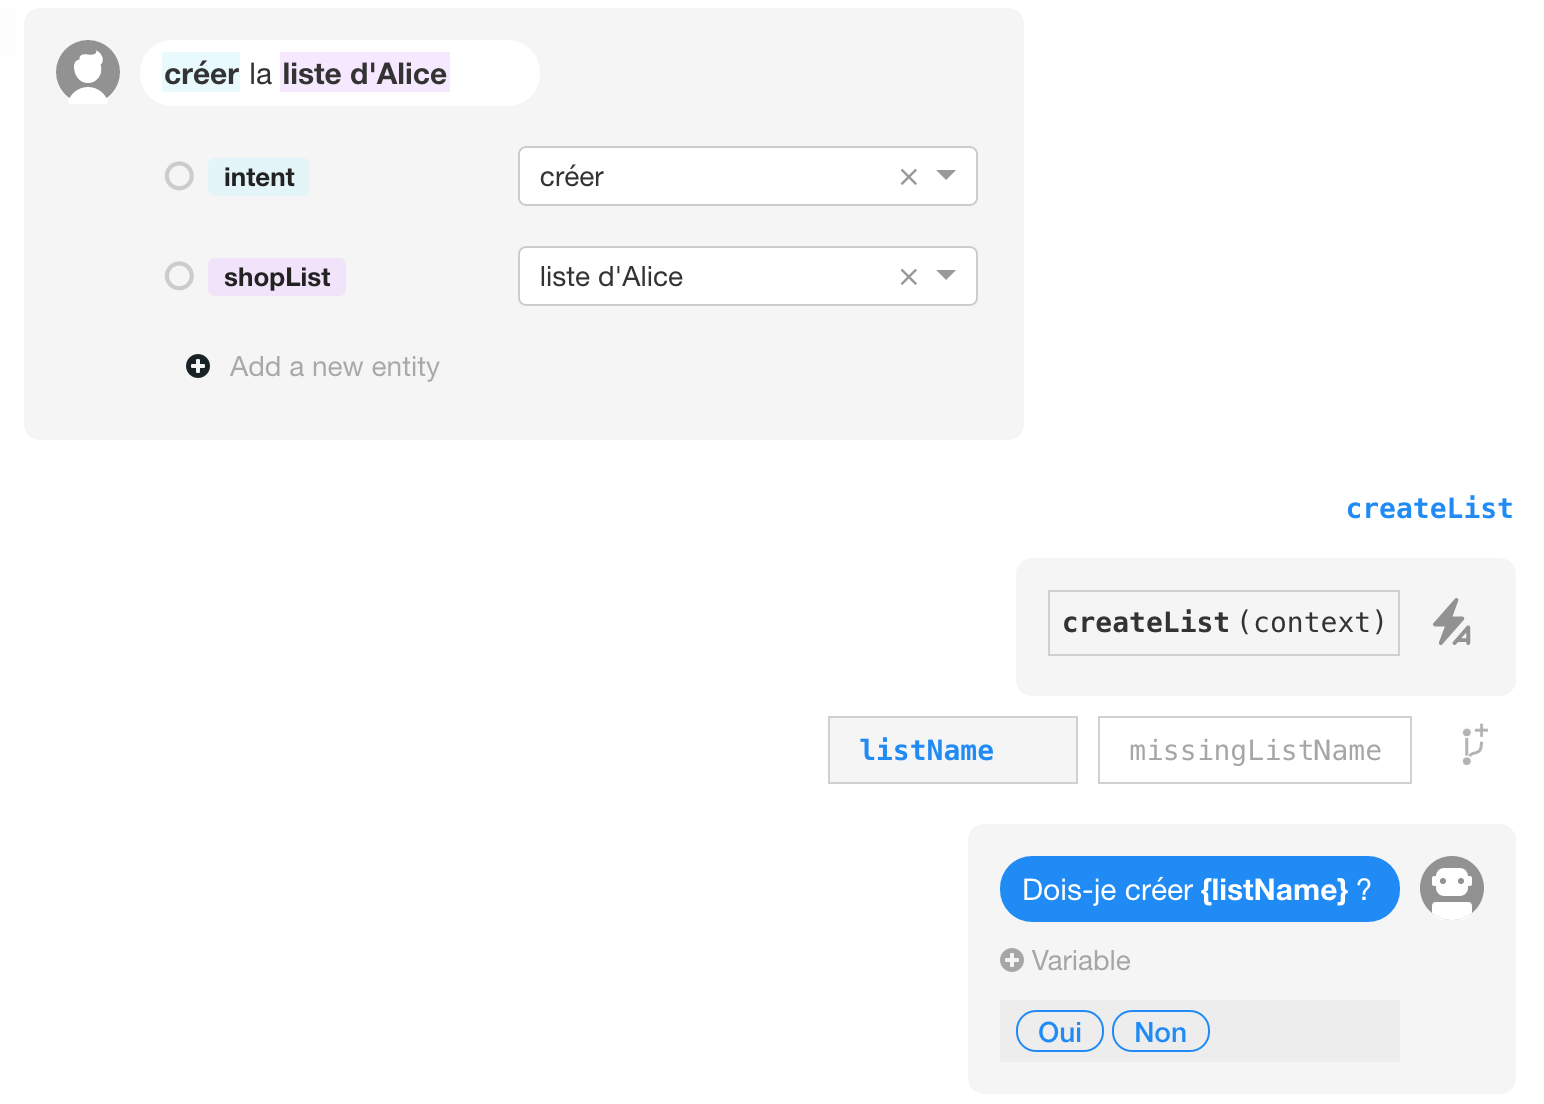 créer la liste d'Alice
intent créer
shopList liste d'Alice
Add a new entity
createList
createList(context)
listName missingListName
Dois-je créer {listName} ?
Variable
Oui Non